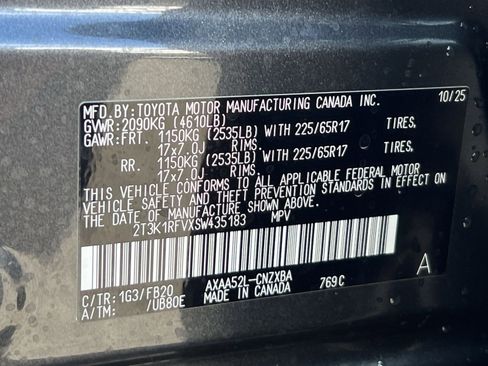 MFD.BY:TOYOTA MOTOR MANUFACTURING CANADA INC. 10/25
GVWR:2090KG (4610LB)
GAWR:FRT. 1150KG (2535LB) WITH 225/65R17 TIRES,
17x7.0J RIMS.
RR. 1150KG (2535LB) WITH 225/65R17 TIRES,
17x7.0J RIMS.
THIS VEHICLE CONFORMS TO ALL APPLICABLE FEDERAL MOTOR
VEHICLE SAFETY AND THEFT PREVENTION STANDARDS IN EFFECT ON
THE DATE OF MANUFACTURE SHOWN ABOVE.
2T3K1RFVXSW435183 MPV
C/TR:1G3/FB20 AXAA52L-CNZXBA 769C A
A/TM: /UB80E MADE IN CANADA